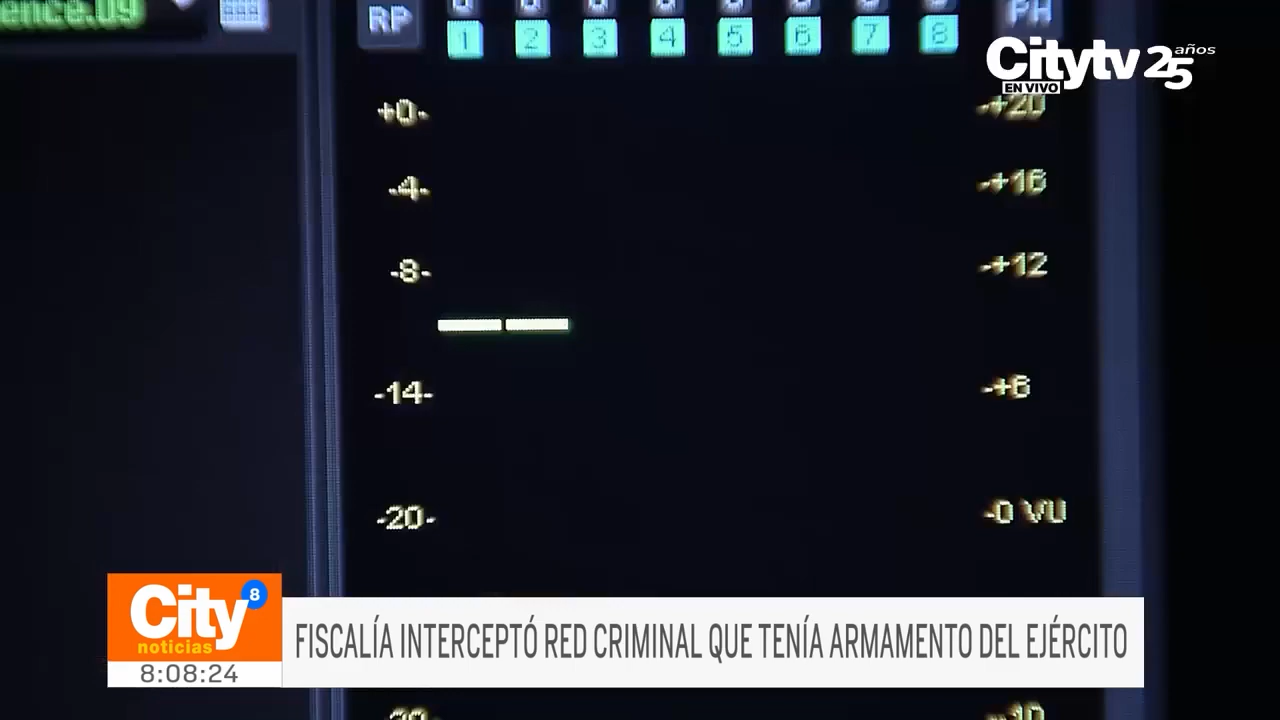 ence.09
RP
1 2 3 4 5 6 7 8
PH
Citytv 25 años
EN VIVO
+0-
-+20
-4-
-+16
-8-
-+12
-14-
-+6
-20-
-0 VU
City 8
noticias
8:08:24
FISCALÍA INTERCEPTÓ RED CRIMINAL QUE TENÍA ARMAMENTO DEL EJÉRCITO